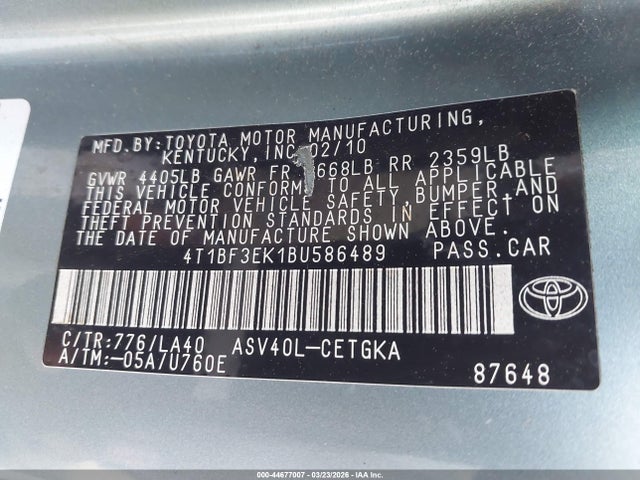 MFD.BY:TOYOTA MOTOR MANUFACTURING,
KENTUCKY, INC. 02/10
GVWR 4405LB GAWR FR 668LB RR 2359LB
THIS VEHICLE CONFORMS TO ALL APPLICABLE
FEDERAL MOTOR VEHICLE SAFETY,BUMPER,AND
THEFT PREVENTION STANDARDS IN EFFECT ON
THE DATE OF MANUFACTURE SHOWN ABOVE.
4T1BF3EK1BU586489 PASS.CAR
C/TR:776/LA40 ASV40L-CETGKA
A/TM:-05A/U760E
87648
000-44677007 - 03/23/2026 - IAA Inc.